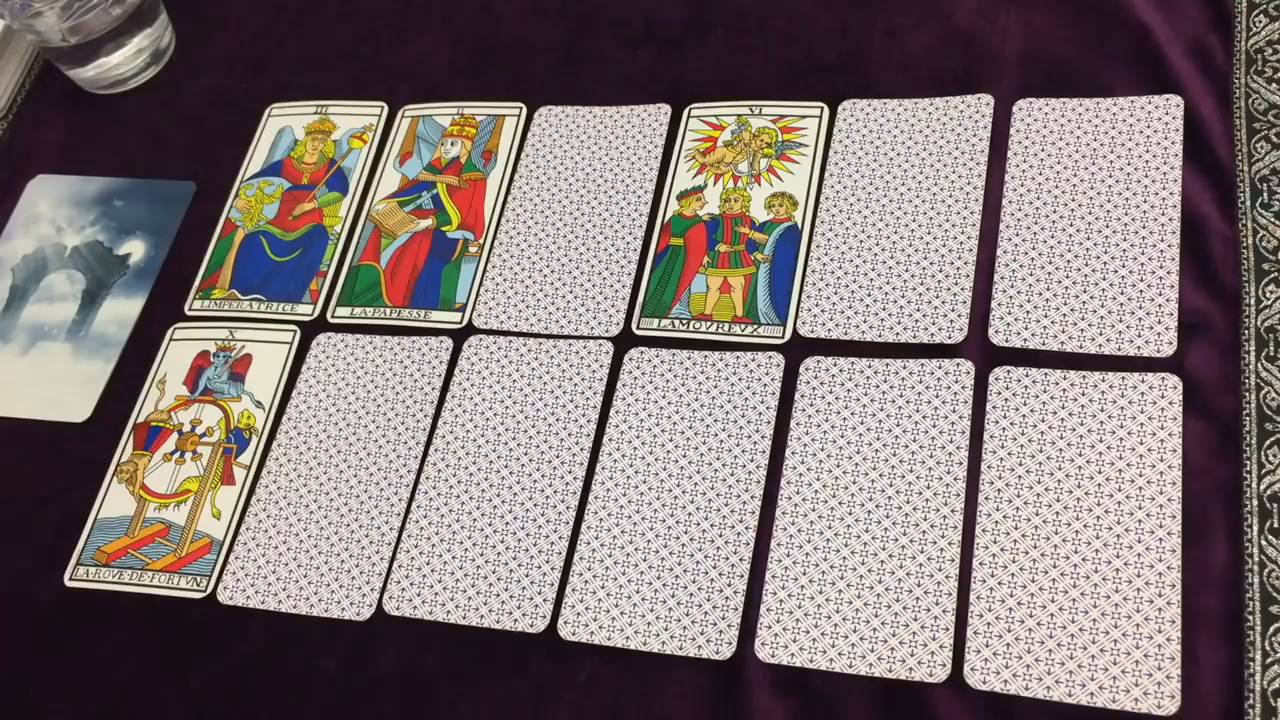 III
L'IMPERATRICE
II
LA·PAPESSE
VI
LAMOVREVX
X
LA·ROVE·DE·FORTVNE